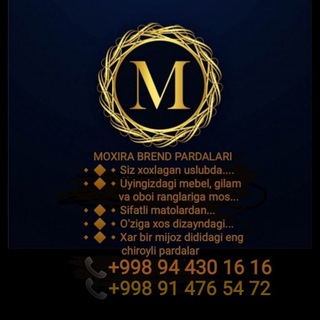 M
MOXIRA BREND PARDALARI
Siz xoxlagan uslubda....
Uyingizdagi mebel, gilam
va oboi ranglariga mos...
Sifatli matolardan...
O'ziga xos dizayndagi...
Xar bir mijoz dididagi eng
chiroyli pardalar
+998 94 430 16 16
+998 91 476 54 72